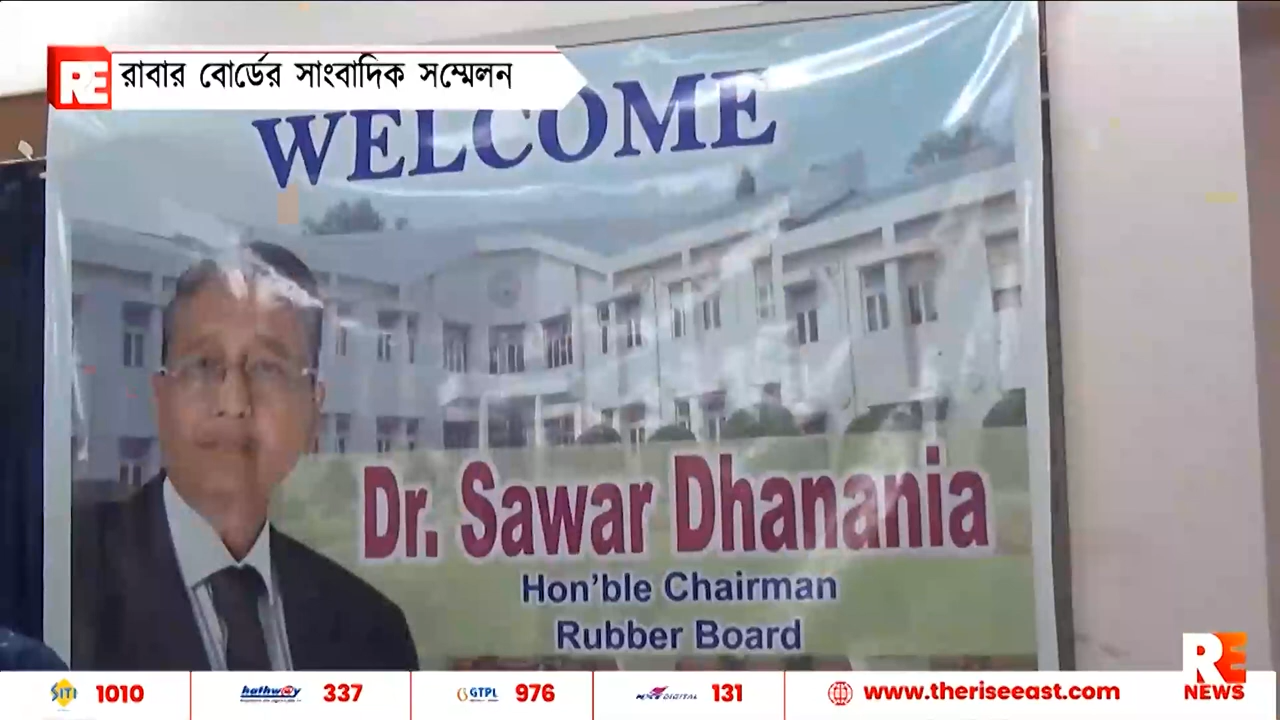 RE রাবার বোর্ডের সাংবাদিক সম্মেলন
WELCOME
Dr. Sawar Dhanania
Hon'ble Chairman
Rubber Board
RE
NEWS
SITI 1010 hathway 337 GTPL 976 DIGITAL 131 www.theriseeast.com